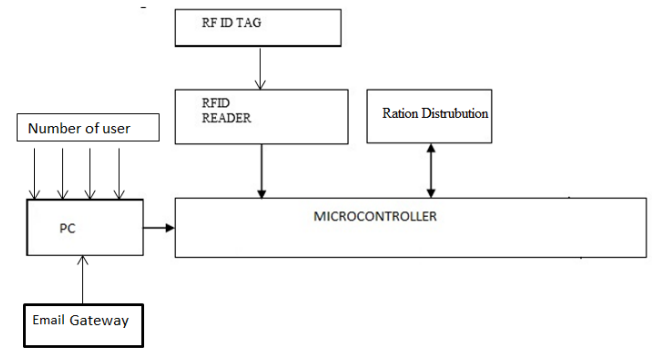 RF ID TAG
RFID
READER
Ration Distrubution
Number of user
MICROCONTROLLER
PC
Email Gateway